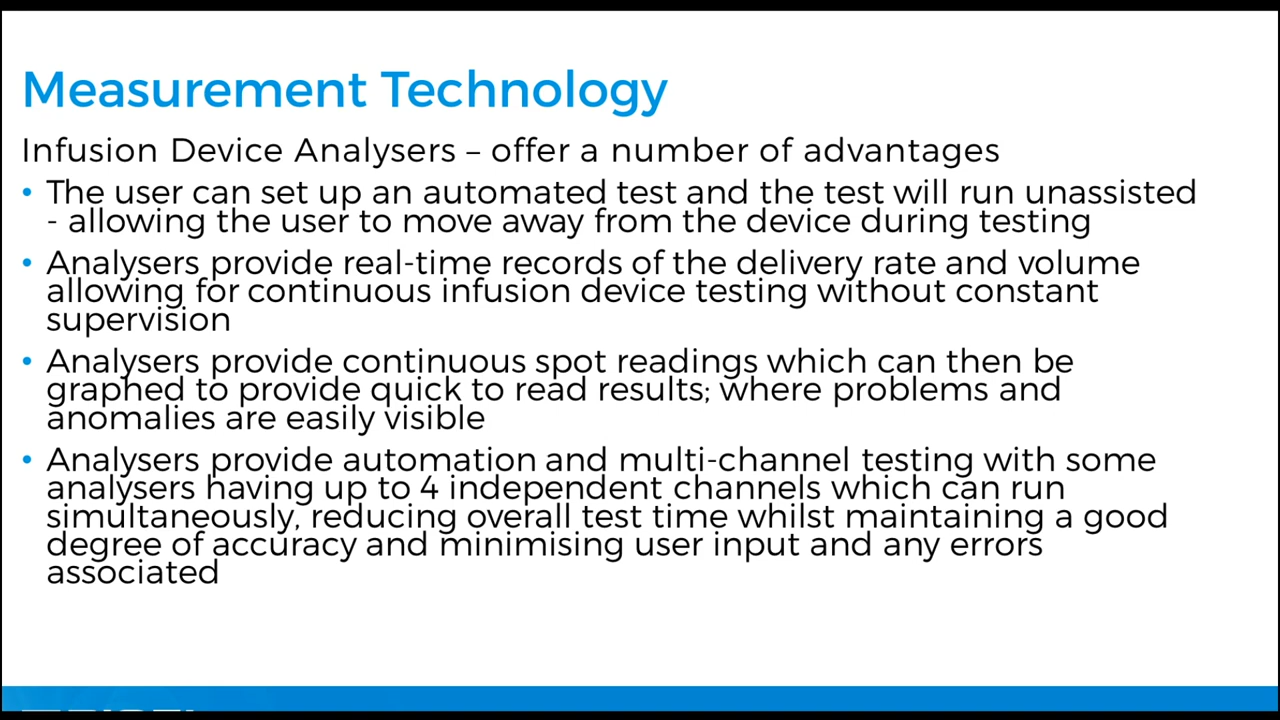 Measurement Technology
Infusion Device Analysers – offer a number of advantages
• The user can set up an automated test and the test will run unassisted
- allowing the user to move away from the device during testing
• Analysers provide real-time records of the delivery rate and volume
allowing for continuous infusion device testing without constant
supervision
• Analysers provide continuous spot readings which can then be
graphed to provide quick to read results; where problems and
anomalies are easily visible
• Analysers provide automation and multi-channel testing with some
analysers having up to 4 independent channels which can run
simultaneously, reducing overall test time whilst maintaining a good
degree of accuracy and minimising user input and any errors
associated